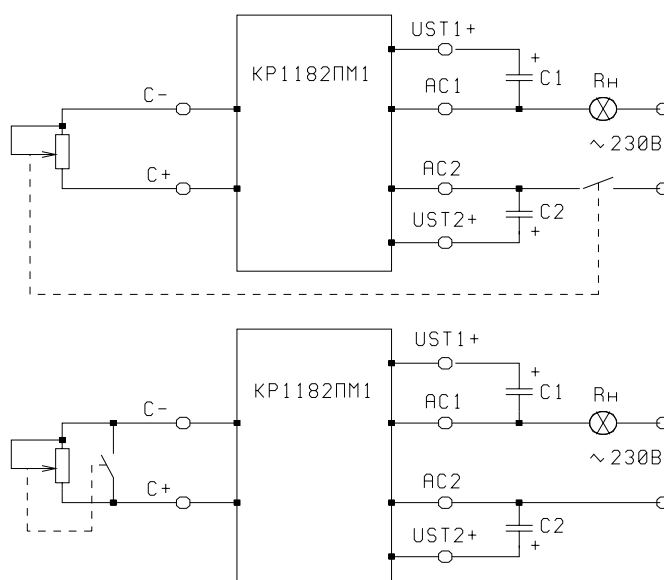 UST1+
КР1182ПМ1
+
C1
C-
AC1
Rн
~ 230В
C+
AC2
C2
UST2+
+
UST1+
КР1182ПМ1
+
C1
C-
AC1
Rн
~ 230В
C+
AC2
C2
UST2+
+